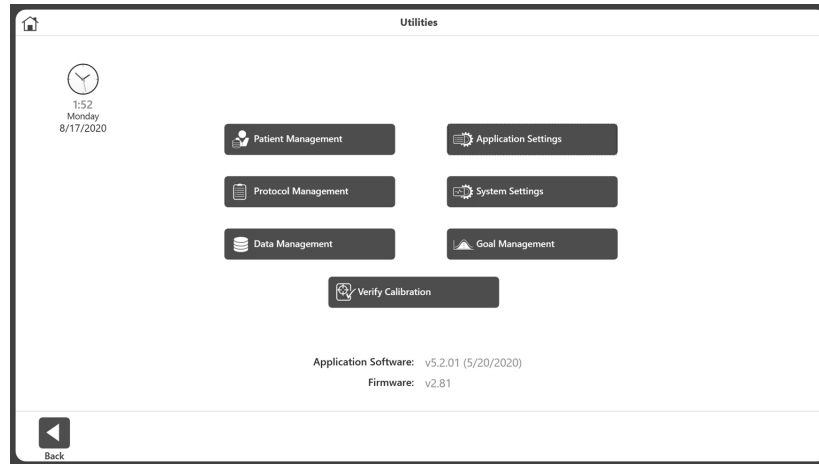 Utilities
1:52
Monday
8/17/2020
Patient Management
Application Settings
Protocol Management
System Settings
Data Management
Goal Management
Verify Calibration
Application Software: v5.2.01 (5/20/2020)
Firmware: v2.81
Back